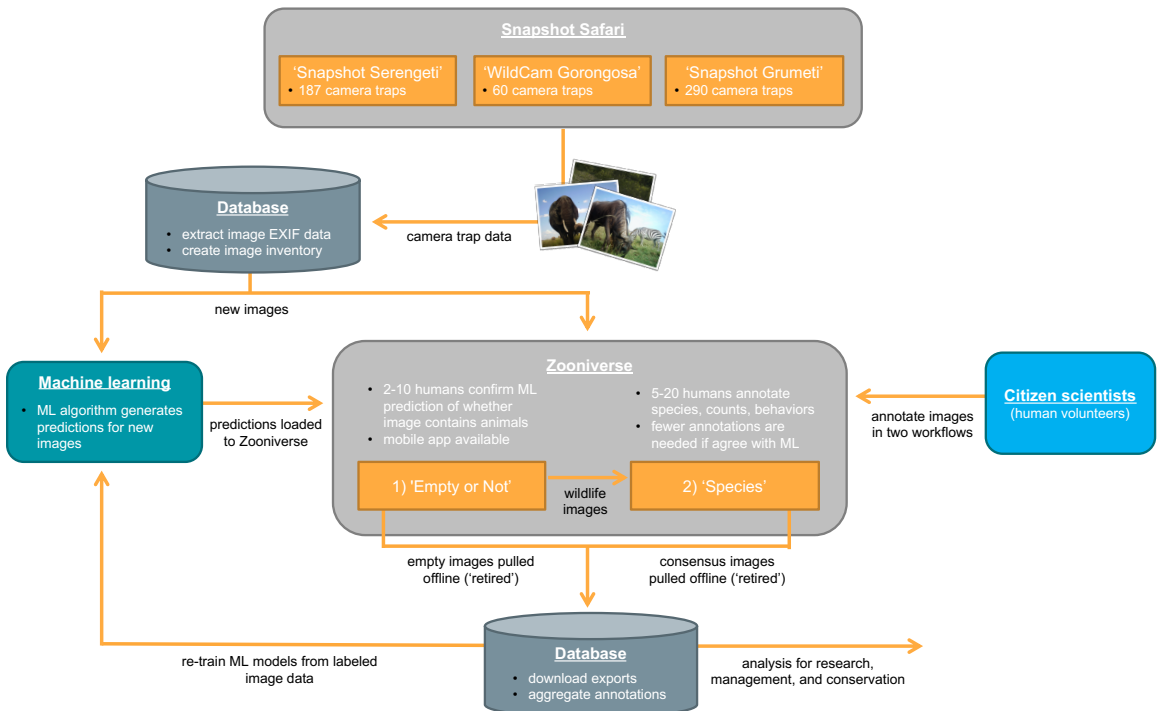 Snapshot Safari
'Snapshot Serengeti'
• 187 camera traps
'WildCam Gorongosa'
• 60 camera traps
'Snapshot Grumeti'
• 290 camera traps
Database
• extract image EXIF data
• create image inventory
camera trap data
new images
Machine learning
• ML algorithm generates
predictions for new
images
predictions loaded
to Zooniverse
Zooniverse
• 2-10 humans confirm ML
prediction of whether
image contains animals
• mobile app available
• 5-20 humans annotate
species, counts, behaviors
• fewer annotations are
needed if agree with ML
1) 'Empty or Not'
wildlife
images
2) 'Species'
annotate images
in two workflows
Citizen scientists
(human volunteers)
empty images pulled
offline ('retired')
consensus images
pulled offline ('retired')
Database
• download exports
• aggregate annotations
re-train ML models from labeled
image data
analysis for research,
management, and conservation